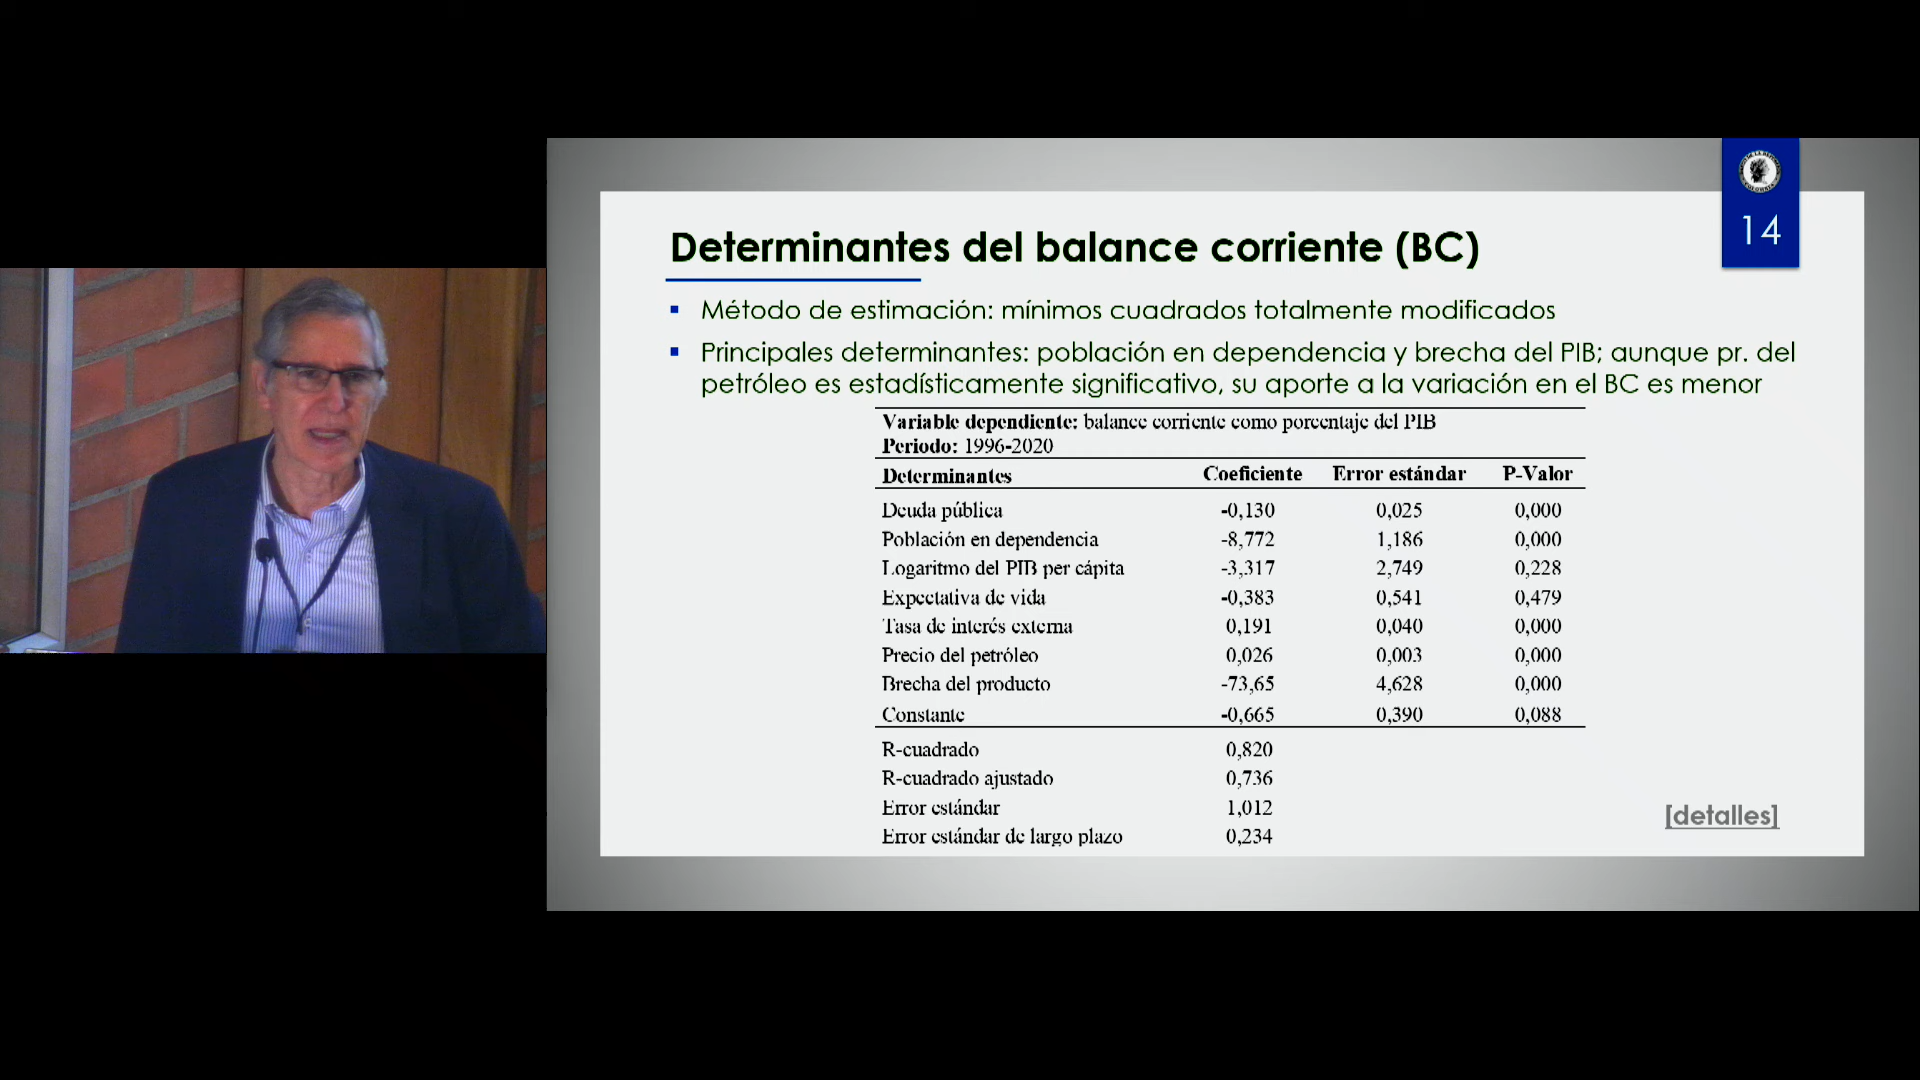 14
Determinantes del balance corriente (BC)
Método de estimación: mínimos cuadrados totalmente modificados
Principales determinantes: población en dependencia y brecha del PIB; aunque pr. del
petróleo es estadísticamente significativo, su aporte a la variación en el BC es menor
Variable dependiente: balance corriente como porcentaje del PIB
Periodo: 1996-2020
Determinantes Coeficiente Error estándar P-Valor
Deuda pública -0,130 0,025 0,000
Población en dependencia -8,772 1,186 0,000
Logaritmo del PIB per cápita -3,317 2,749 0,228
Expectativa de vida -0,383 0,541 0,479
Tasa de interés externa 0,191 0,040 0,000
Precio del petróleo 0,026 0,003 0,000
Brecha del producto -73,65 4,628 0,000
Constante -0,665 0,390 0,088
R-cuadrado 0,820
R-cuadrado ajustado 0,736
Error estándar 1,012
Error estándar de largo plazo 0,234
[detalles]